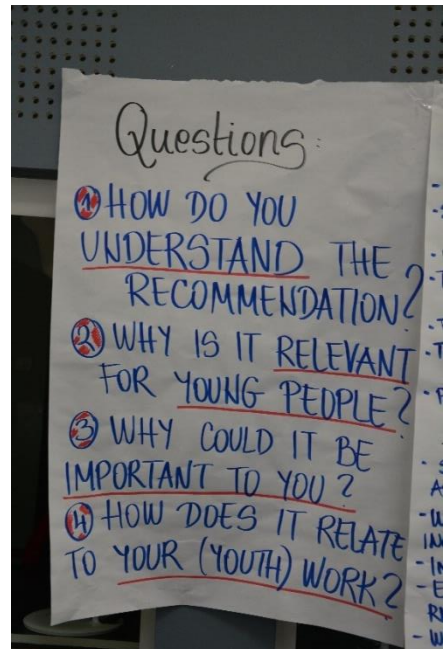 Questions:
1 HOW DO YOU
UNDERSTAND THE
RECOMMENDATION?
2 WHY IS IT RELEVANT
FOR YOUNG PEOPLE?
3 WHY COULD IT BE
IMPORTANT TO YOU?
4 HOW DOES IT RELATE
TO YOUR (YOUTH) WORK?